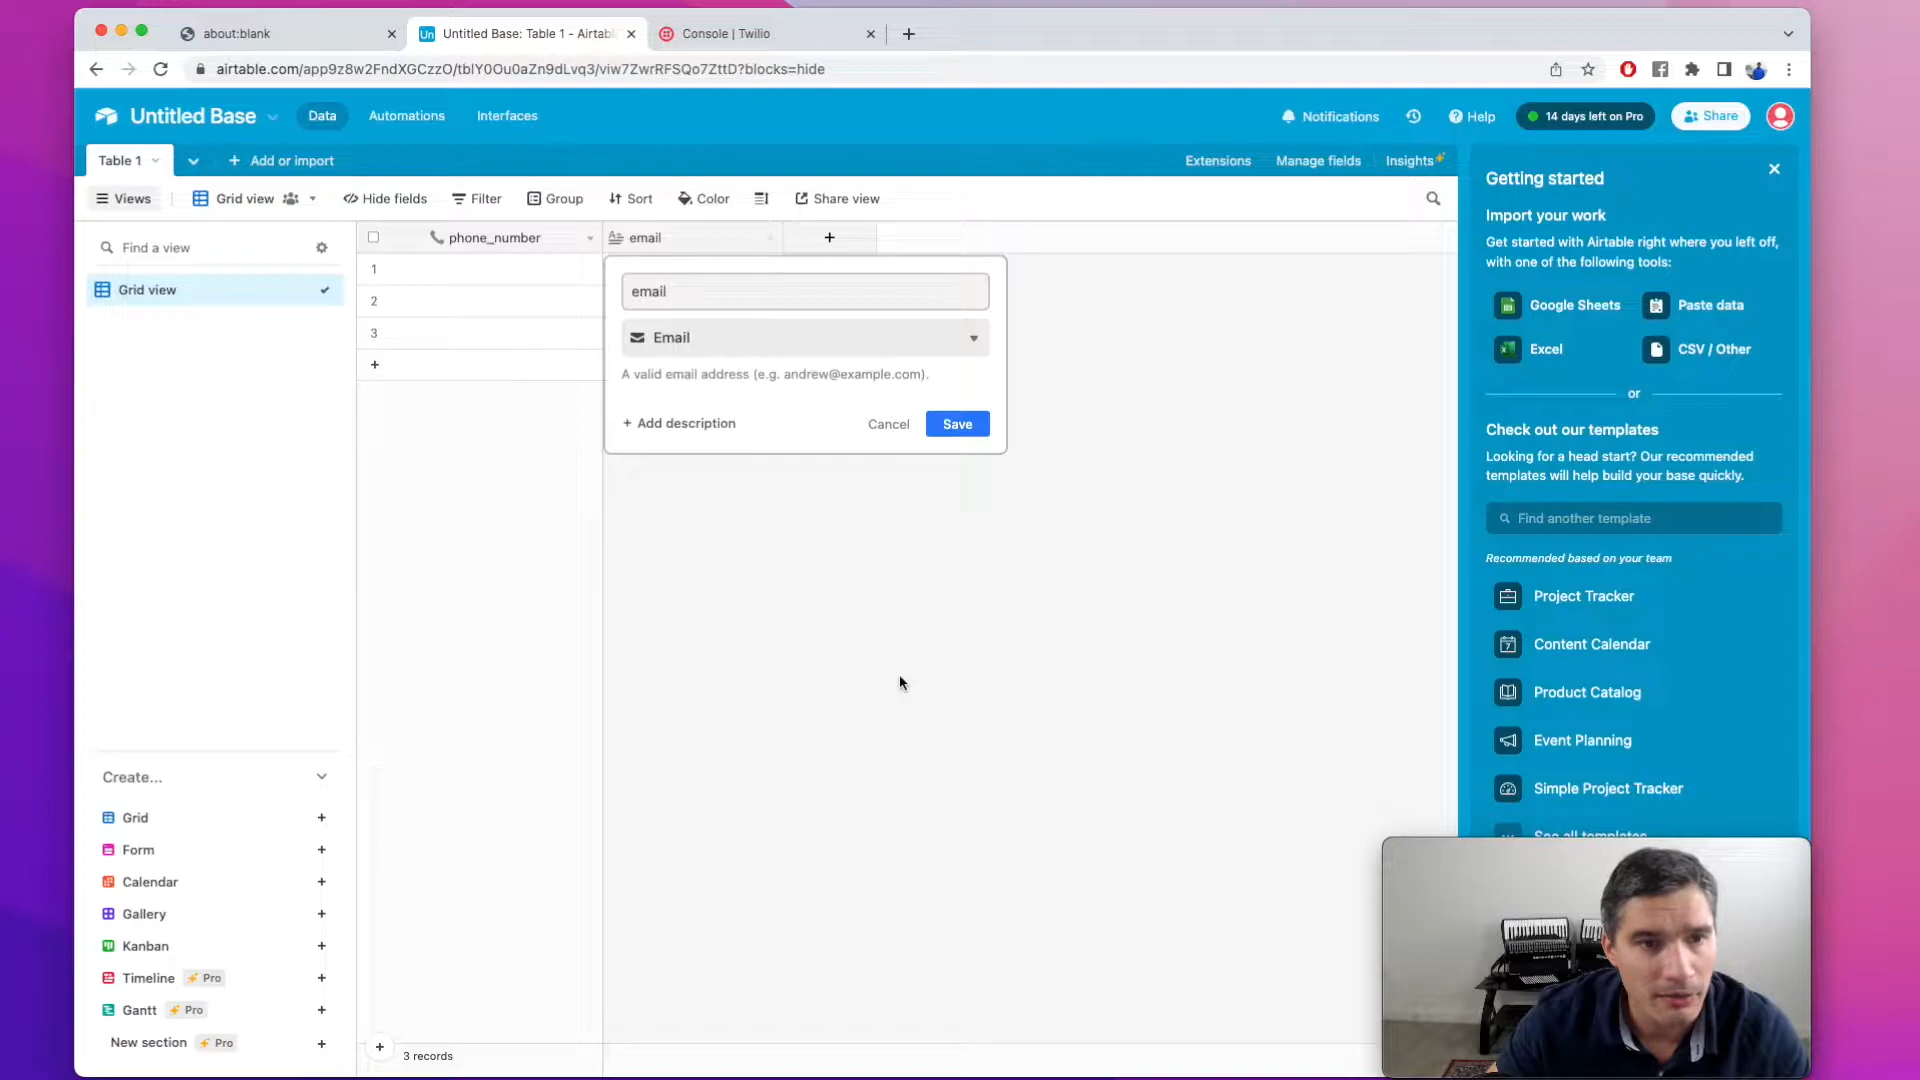 about:blank
Untitled Base: Table 1 - Airtabl
Console | Twilio
airtable.com/app9z8w2FndXGCzzO/tblY0Ou0aZn9dLvq3/viw7ZwrRFSQo7ZttD?blocks=hide
Untitled Base
Data
Automations
Interfaces
Notifications
Help
14 days left on Pro
Share
Table 1
Add or import
Extensions
Manage fields
Insights
Views
Grid view
Hide fields
Filter
Group
Sort
Color
Share view
Find a view
Grid view
phone_number
email
1
2
3
email
Email
A valid email address (e.g. andrew@example.com).
+ Add description
Cancel
Save
Getting started
Import your work
Get started with Airtable right where you left off,
with one of the following tools:
Google Sheets
Paste data
Excel
CSV / Other
or
Check out our templates
Looking for a head start? Our recommended
templates will help build your base quickly.
Find another template
Recommended based on your team
Project Tracker
Content Calendar
Product Catalog
Event Planning
Simple Project Tracker
See all templates
Create...
Grid
Form
Calendar
Gallery
Kanban
Timeline
Pro
Gantt
Pro
New section
Pro
3 records